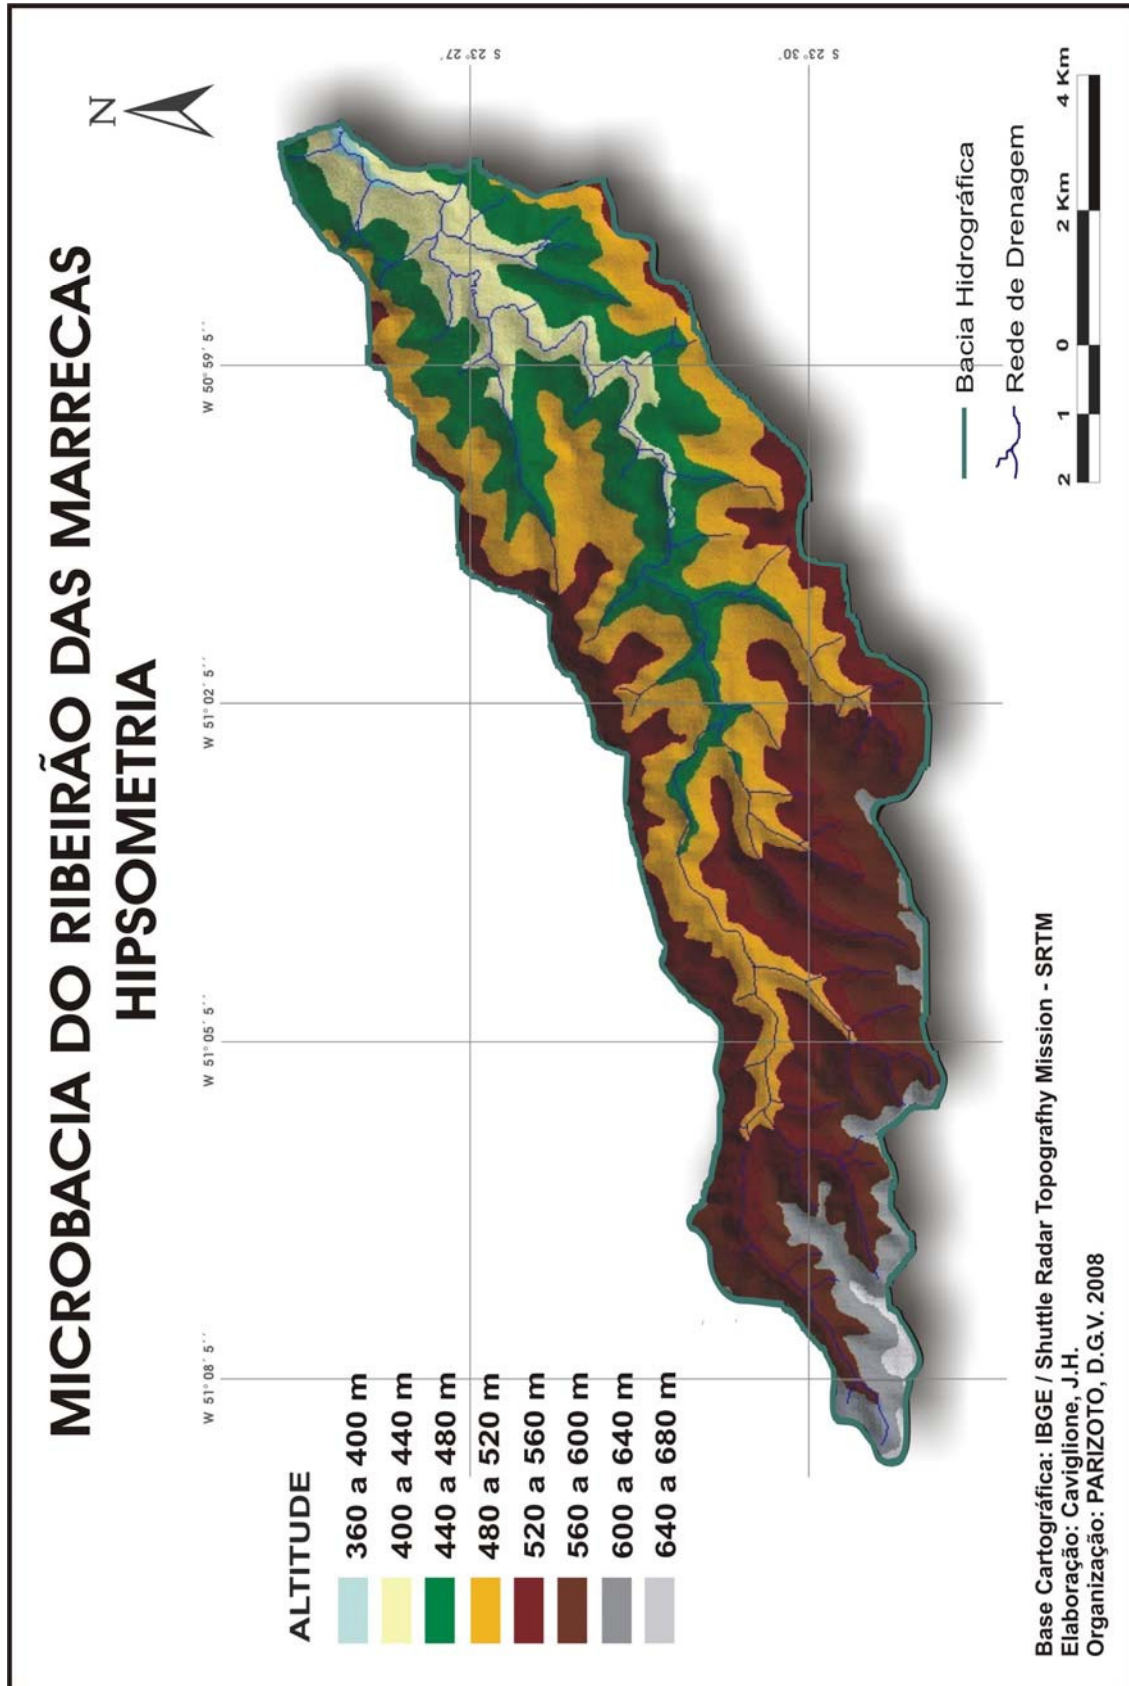 MICROBACIA DO RIBEIRÃO DAS MARRECAS
HIPSOMETRIA
N
W 51° 08´ 5´´
W 51° 05´ 5´´
W 51° 02´ 5´´
W 50° 59´ 5´´
S 23°27´
S 23°30´
ALTITUDE
360 a 400 m
400 a 440 m
440 a 480 m
480 a 520 m
520 a 560 m
560 a 600 m
600 a 640 m
640 a 680 m
Bacia Hidrográfica
Rede de Drenagem
2 1 0 2 Km 4 Km
Base Cartográfica: IBGE / Shuttle Radar Topografhy Mission - SRTM
Elaboração: Caviglione, J.H.
Organização: PARIZOTO, D.G.V. 2008